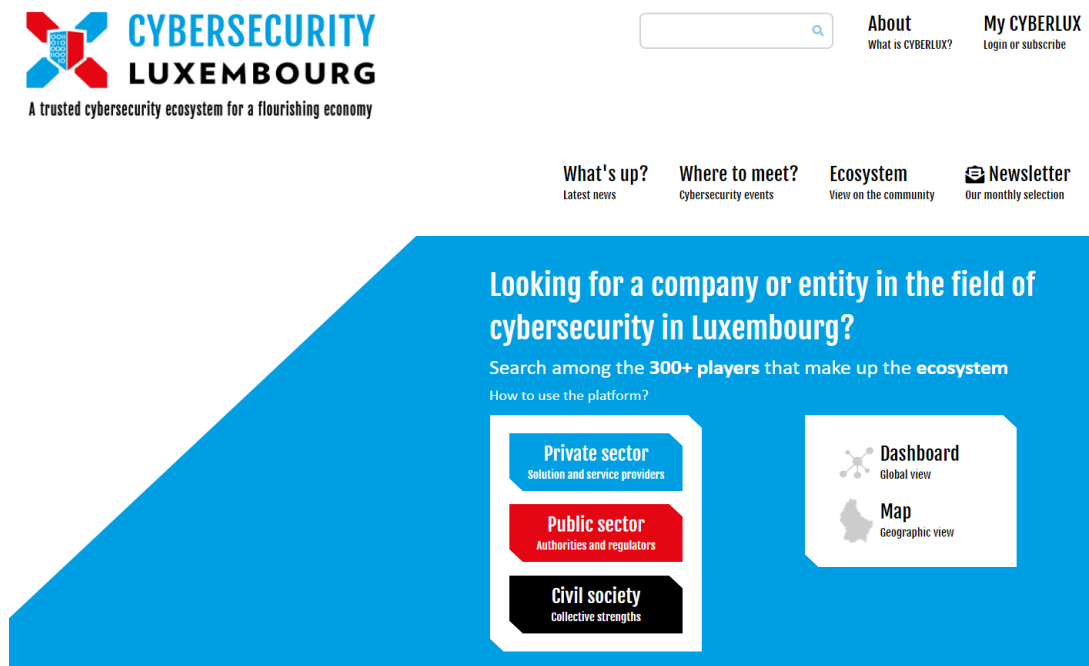 CYBERSECURITY
LUXEMBOURG
A trusted cybersecurity ecosystem for a flourishing economy
About
What is CYBERLUX?
My CYBERLUX
Login or subscribe
What's up?
Latest news
Where to meet?
Cybersecurity events
Ecosystem
View on the community
Newsletter
Our monthly selection
Looking for a company or entity in the field of
cybersecurity in Luxembourg?
Search among the 300+ players that make up the ecosystem
How to use the platform?
Private sector
Solution and service providers
Public sector
Authorities and regulators
Civil society
Collective strengths
Dashboard
Global view
Map
Geographic view